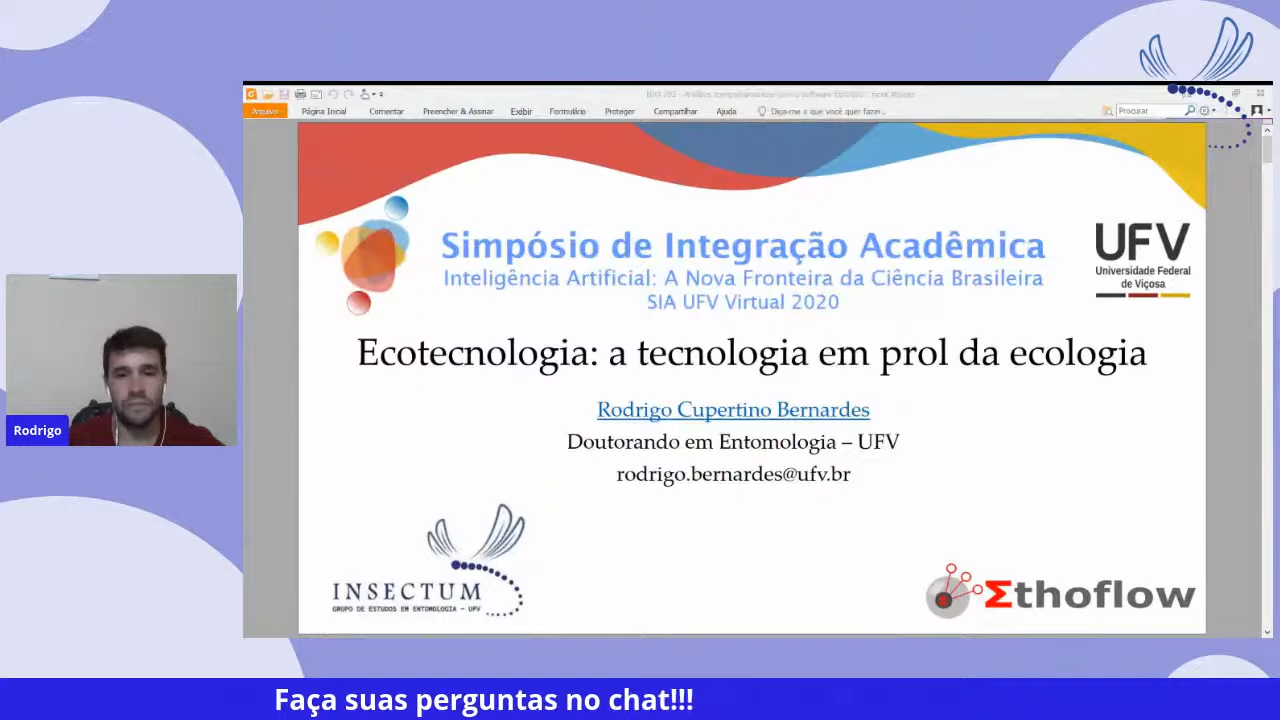 Arquivo Página Inicial Comentar Preencher & Assinar Exibir Formulário Proteger Compartilhar Ajuda Diga-me o que você quer fazer... Procurar
Simpósio de Integração Acadêmica
Inteligência Artificial: A Nova Fronteira da Ciência Brasileira
SIA UFV Virtual 2020
UFV
Universidade Federal
de Viçosa
Ecotecnologia: a tecnologia em prol da ecologia
Rodrigo Cupertino Bernardes
Doutorando em Entomologia – UFV
rodrigo.bernardes@ufv.br
Rodrigo
INSECTUM
GRUPO DE ESTUDOS EM ENTOMOLOGIA - UFV
Σthoflow
Faça suas perguntas no chat!!!